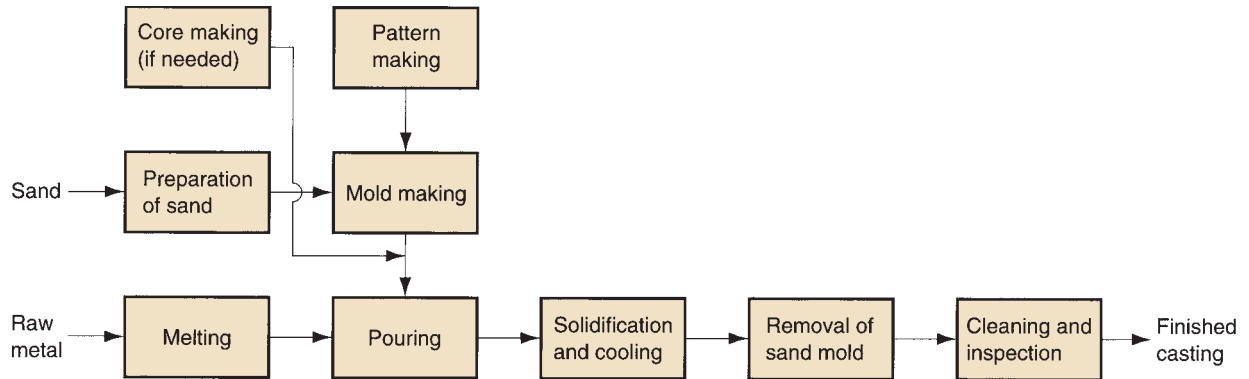 Core making
(if needed)
Pattern
making
Sand
Preparation
of sand
Mold making
Raw
metal
Melting
Pouring
Solidification
and cooling
Removal of
sand mold
Cleaning and
inspection
Finished
casting